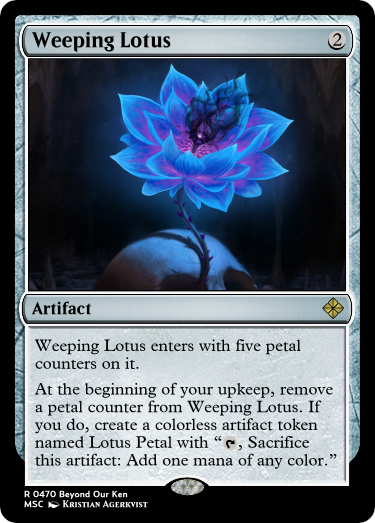 Weeping Lotus 2
Artifact
Weeping Lotus enters with five petal
counters on it.
At the beginning of your upkeep, remove
a petal counter from Weeping Lotus. If
you do, create a colorless artifact token
named Lotus Petal with “, Sacrifice
this artifact: Add one mana of any color.”
R 0470 Beyond Our Ken
MSC Kristian Agerkvist